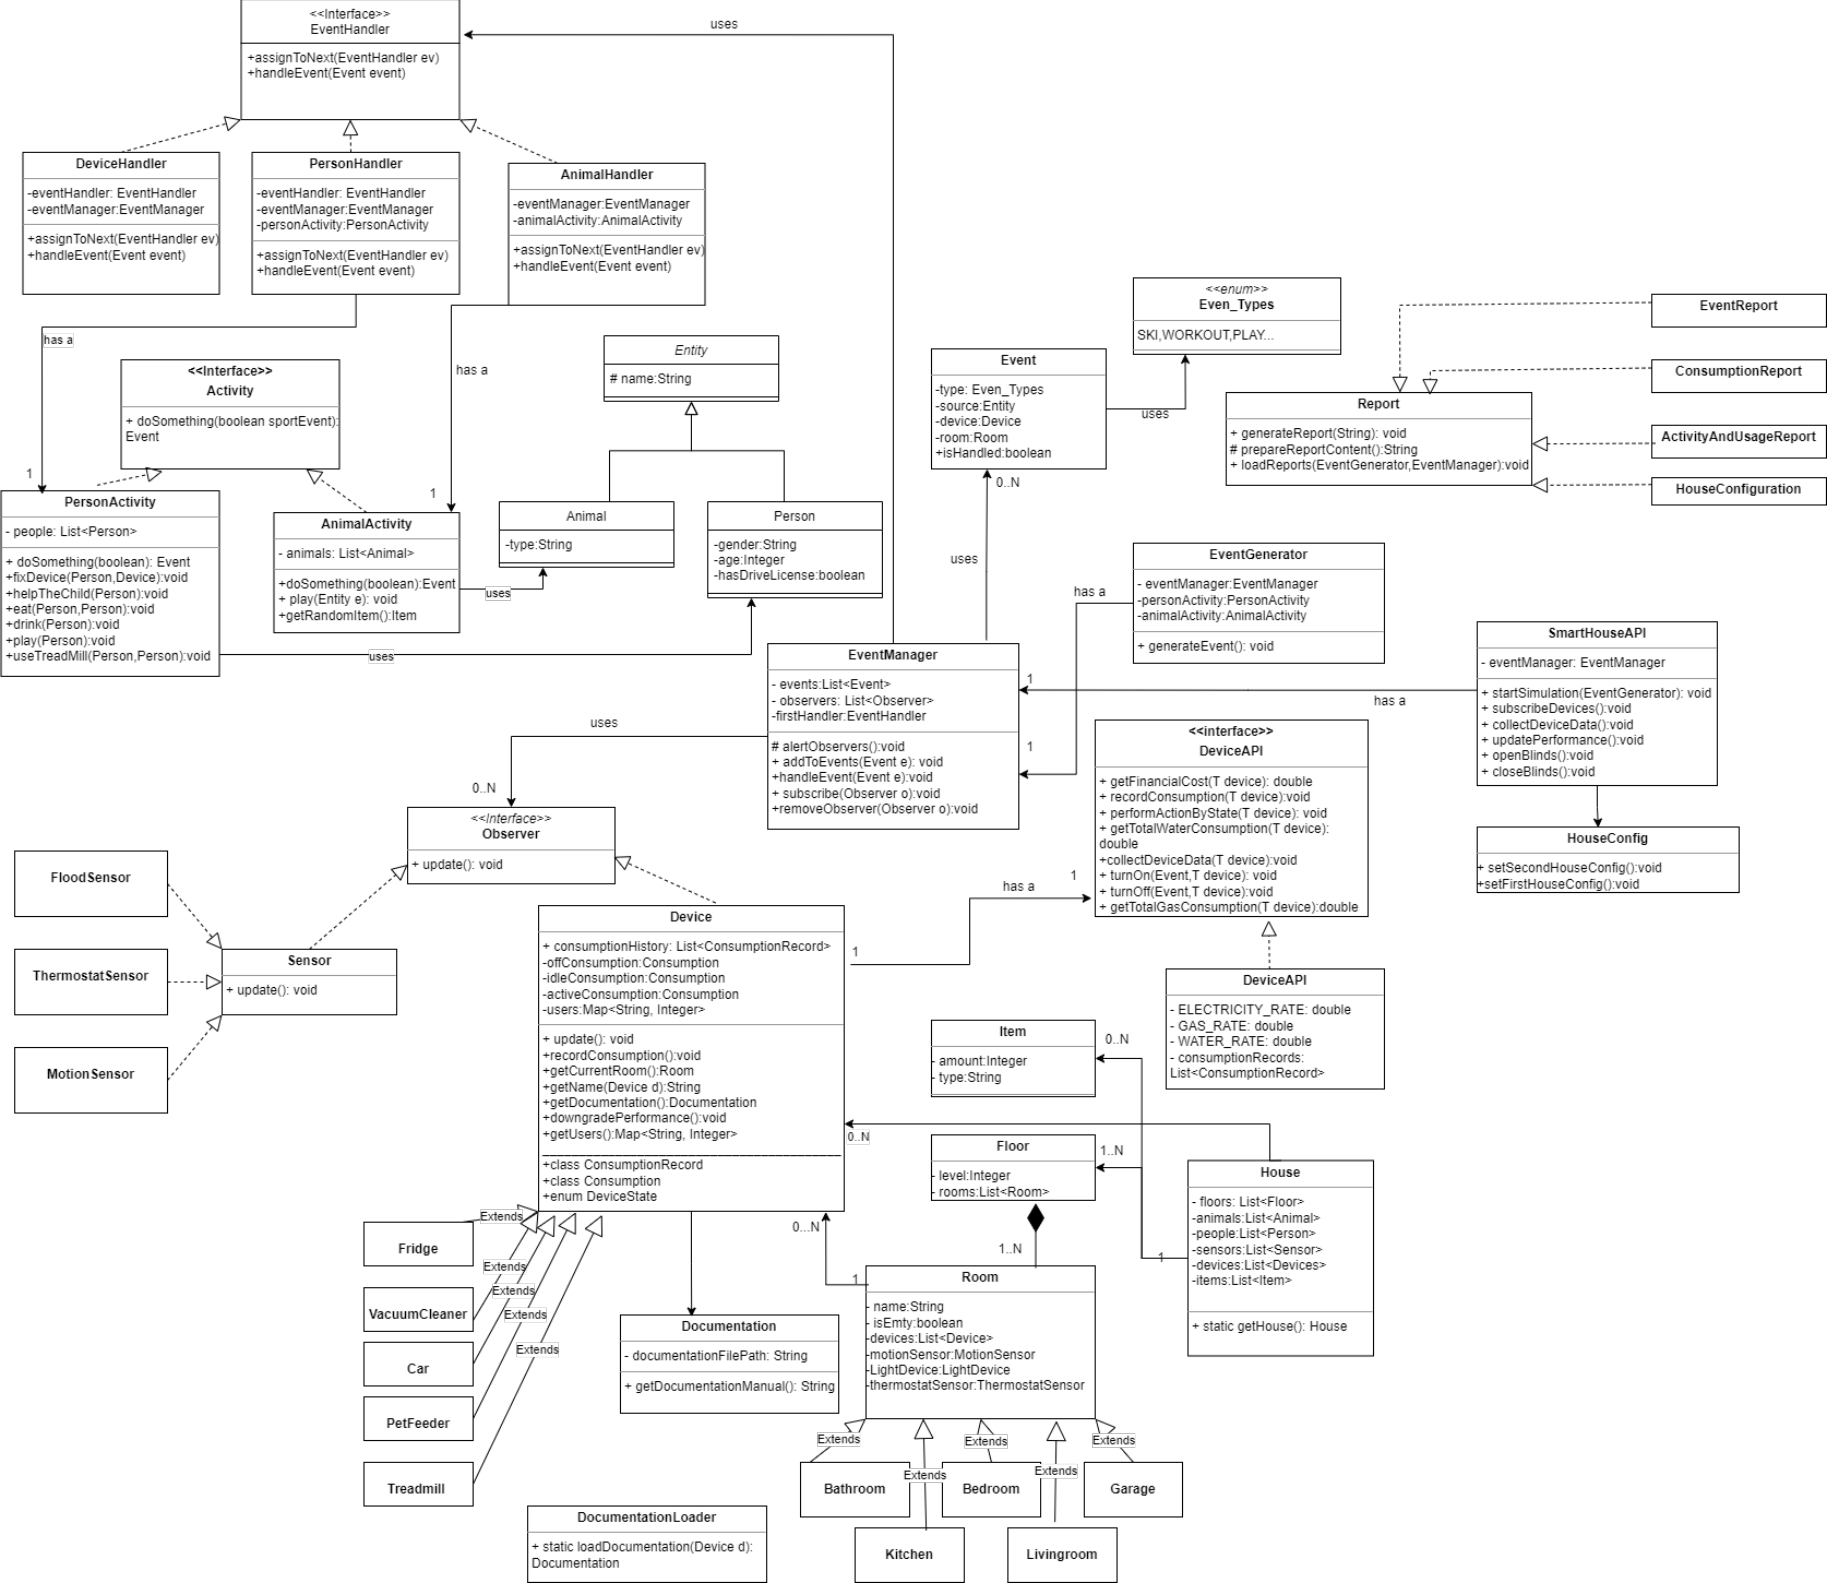 <<Interface>>
EventHandler
+assignToNext(EventHandler ev)
+handleEvent(Event event)
uses
DeviceHandler
-eventHandler: EventHandler
-eventManager:EventManager
+assignToNext(EventHandler ev)
+handleEvent(Event event)
PersonHandler
-eventHandler: EventHandler
-eventManager:EventManager
-personActivity:PersonActivity
+assignToNext(EventHandler ev)
+handleEvent(Event event)
AnimalHandler
-eventManager:EventManager
-animalActivity:AnimalActivity
+assignToNext(EventHandler ev)
+handleEvent(Event event)
has a
1
has a
1
<<Interface>>
Activity
+ doSomething(boolean sportEvent):
Event
Entity
# name:String
<<enum>>
Even_Types
SKI,WORKOUT,PLAY...
Event
-type: Even_Types
-source:Entity
-device:Device
-room:Room
+isHandled:boolean
uses
0..N
uses
EventReport
ConsumptionReport
ActivityAndUsageReport
HouseConfiguration
Report
+ generateReport(String): void
# prepareReportContent():String
+ loadReports(EventGenerator,EventManager):void
PersonActivity
- people: List<Person>
+ doSomething(boolean): Event
+fixDevice(Person,Device):void
+helpTheChild(Person):void
+eat(Person,Person):void
+drink(Person):void
+play(Person):void
+useTreadMill(Person,Person):void
AnimalActivity
- animals: List<Animal>
+doSomething(boolean):Event
+ play(Entity e): void
+getRandomItem():Item
uses
uses
Animal
-type:String
Person
-gender:String
-age:Integer
-hasDriveLicense:boolean
EventGenerator
- eventManager:EventManager
-personActivity:PersonActivity
-animalActivity:AnimalActivity
+ generateEvent(): void
has a
1
EventManager
- events:List<Event>
- observers: List<Observer>
-firstHandler:EventHandler
# alertObservers():void
+ addToEvents(Event e): void
+handleEvent(Event e):void
+ subscribe(Observer o):void
+removeObserver(Observer o):void
1
has a
SmartHouseAPI
- eventManager: EventManager
+ startSimulation(EventGenerator): void
+ subscribeDevices():void
+ collectDeviceData():void
+ updatePerformance():void
+ openBlinds():void
+ closeBlinds():void
HouseConfig
+ setSecondHouseConfig():void
+setFirstHouseConfig():void
uses
0..N
<<Interface>>
Observer
+ update(): void
<<interface>>
DeviceAPI
+ getFinancialCost(T device): double
+ recordConsumption(T device):void
+ performActionByState(T device): void
+ getTotalWaterConsumption(T device):
double
+collectDeviceData(T device):void
+ turnOn(Event,T device): void
+ turnOff(Event,T device):void
+ getTotalGasConsumption(T device):double
has a
1
1
FloodSensor
ThermostatSensor
MotionSensor
Sensor
+ update(): void
Device
+ consumptionHistory: List<ConsumptionRecord>
-offConsumption:Consumption
-idleConsumption:Consumption
-activeConsumption:Consumption
-users:Map<String, Integer>
+ update(): void
+recordConsumption():void
+getCurrentRoom():Room
+getName(Device d):String
+getDocumentation():Documentation
+downgradePerformance():void
+getUsers():Map<String, Integer>
+class ConsumptionRecord
+class Consumption
+enum DeviceState
DeviceAPI
- ELECTRICITY_RATE: double
- GAS_RATE: double
- WATER_RATE: double
- consumptionRecords:
List<ConsumptionRecord>
Item
- amount:Integer
- type:String
0..N
0..N
Floor
- level:Integer
- rooms:List<Room>
1..N
1
House
- floors: List<Floor>
-animals:List<Animal>
-people:List<Person>
-sensors:List<Sensor>
-devices:List<Devices>
-items:List<Item>
+ static getHouse(): House
Extends
Extends
Extends
Extends
Extends
Fridge
VacuumCleaner
Car
PetFeeder
Treadmill
0...N
1
1..N
Room
- name:String
- isEmty:boolean
-devices:List<Device>
-motionSensor:MotionSensor
-LightDevice:LightDevice
-thermostatSensor:ThermostatSensor
Documentation
- documentationFilePath: String
+ getDocumentationManual(): String
Extends
Extends
Extends
Extends
Extends
Bathroom
Bedroom
Garage
Kitchen
Livingroom
DocumentationLoader
+ static loadDocumentation(Device d):
Documentation